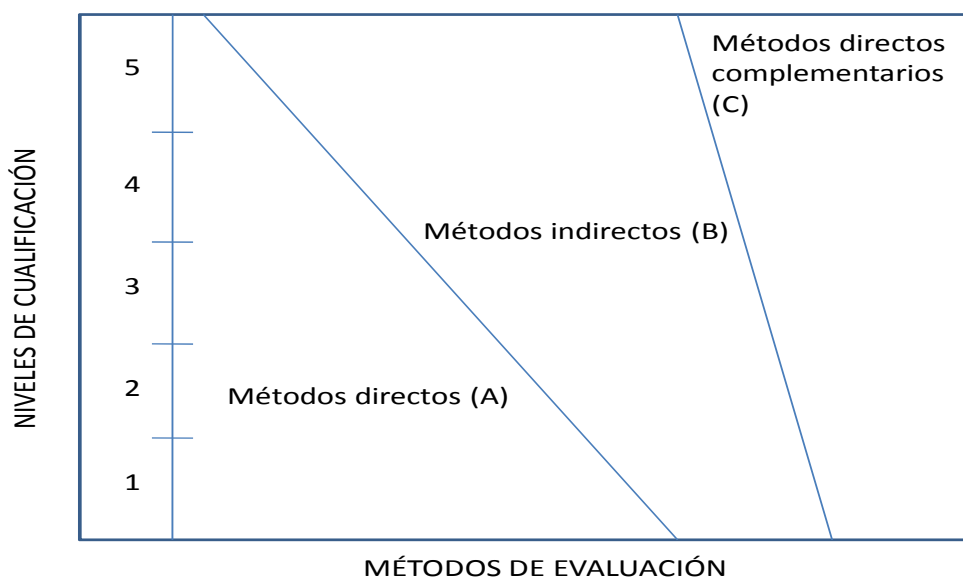 NIVELES DE CUALIFICACIÓN
5
4
3
2
1
Métodos directos
complementarios
(C)
Métodos indirectos (B)
Métodos directos (A)
MÉTODOS DE EVALUACIÓN